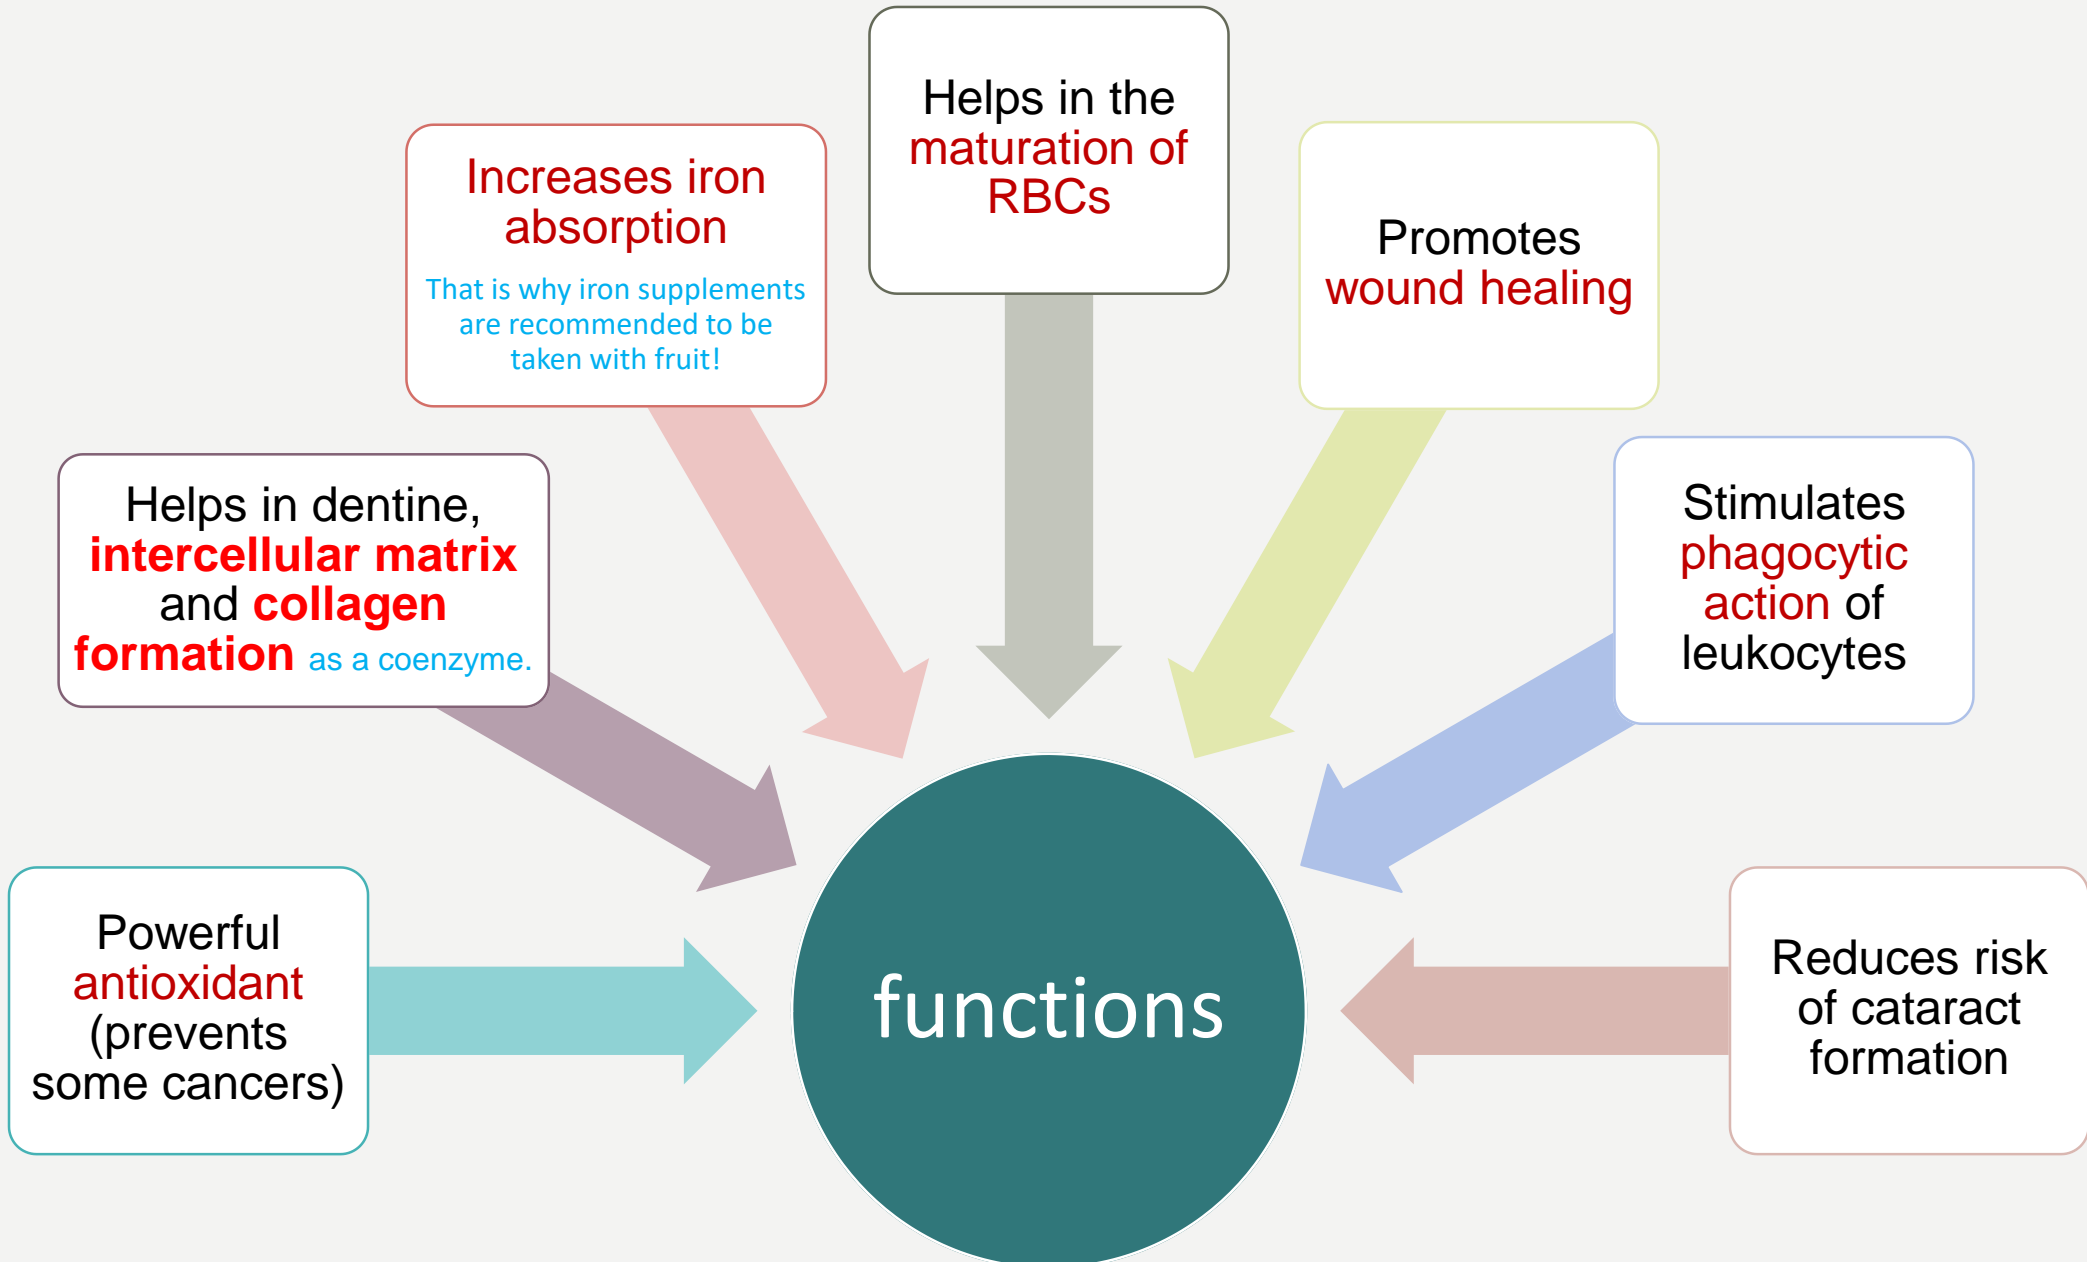 Helps in the
maturation of
RBCs
Increases iron
absorption
That is why iron supplements
are recommended to be
taken with fruit!
Promotes
wound healing
Helps in dentine,
intercellular matrix
and collagen
formation as a coenzyme.
Stimulates
phagocytic
action of
leukocytes
Powerful
antioxidant
(prevents
some cancers)
functions
Reduces risk
of cataract
formation